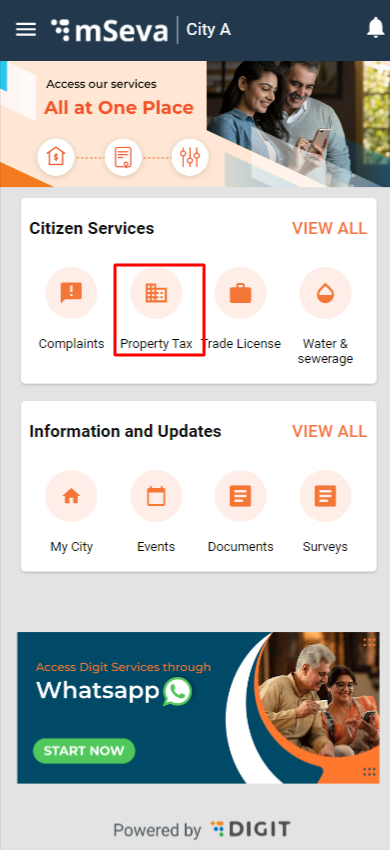 mSeva City A
Access our services
All at One Place
Citizen Services VIEW ALL
Complaints Property Tax Trade License Water &
sewerage
Information and Updates VIEW ALL
My City Events Documents Surveys
Access Digit Services through
Whatsapp
START NOW
Powered by DIGIT